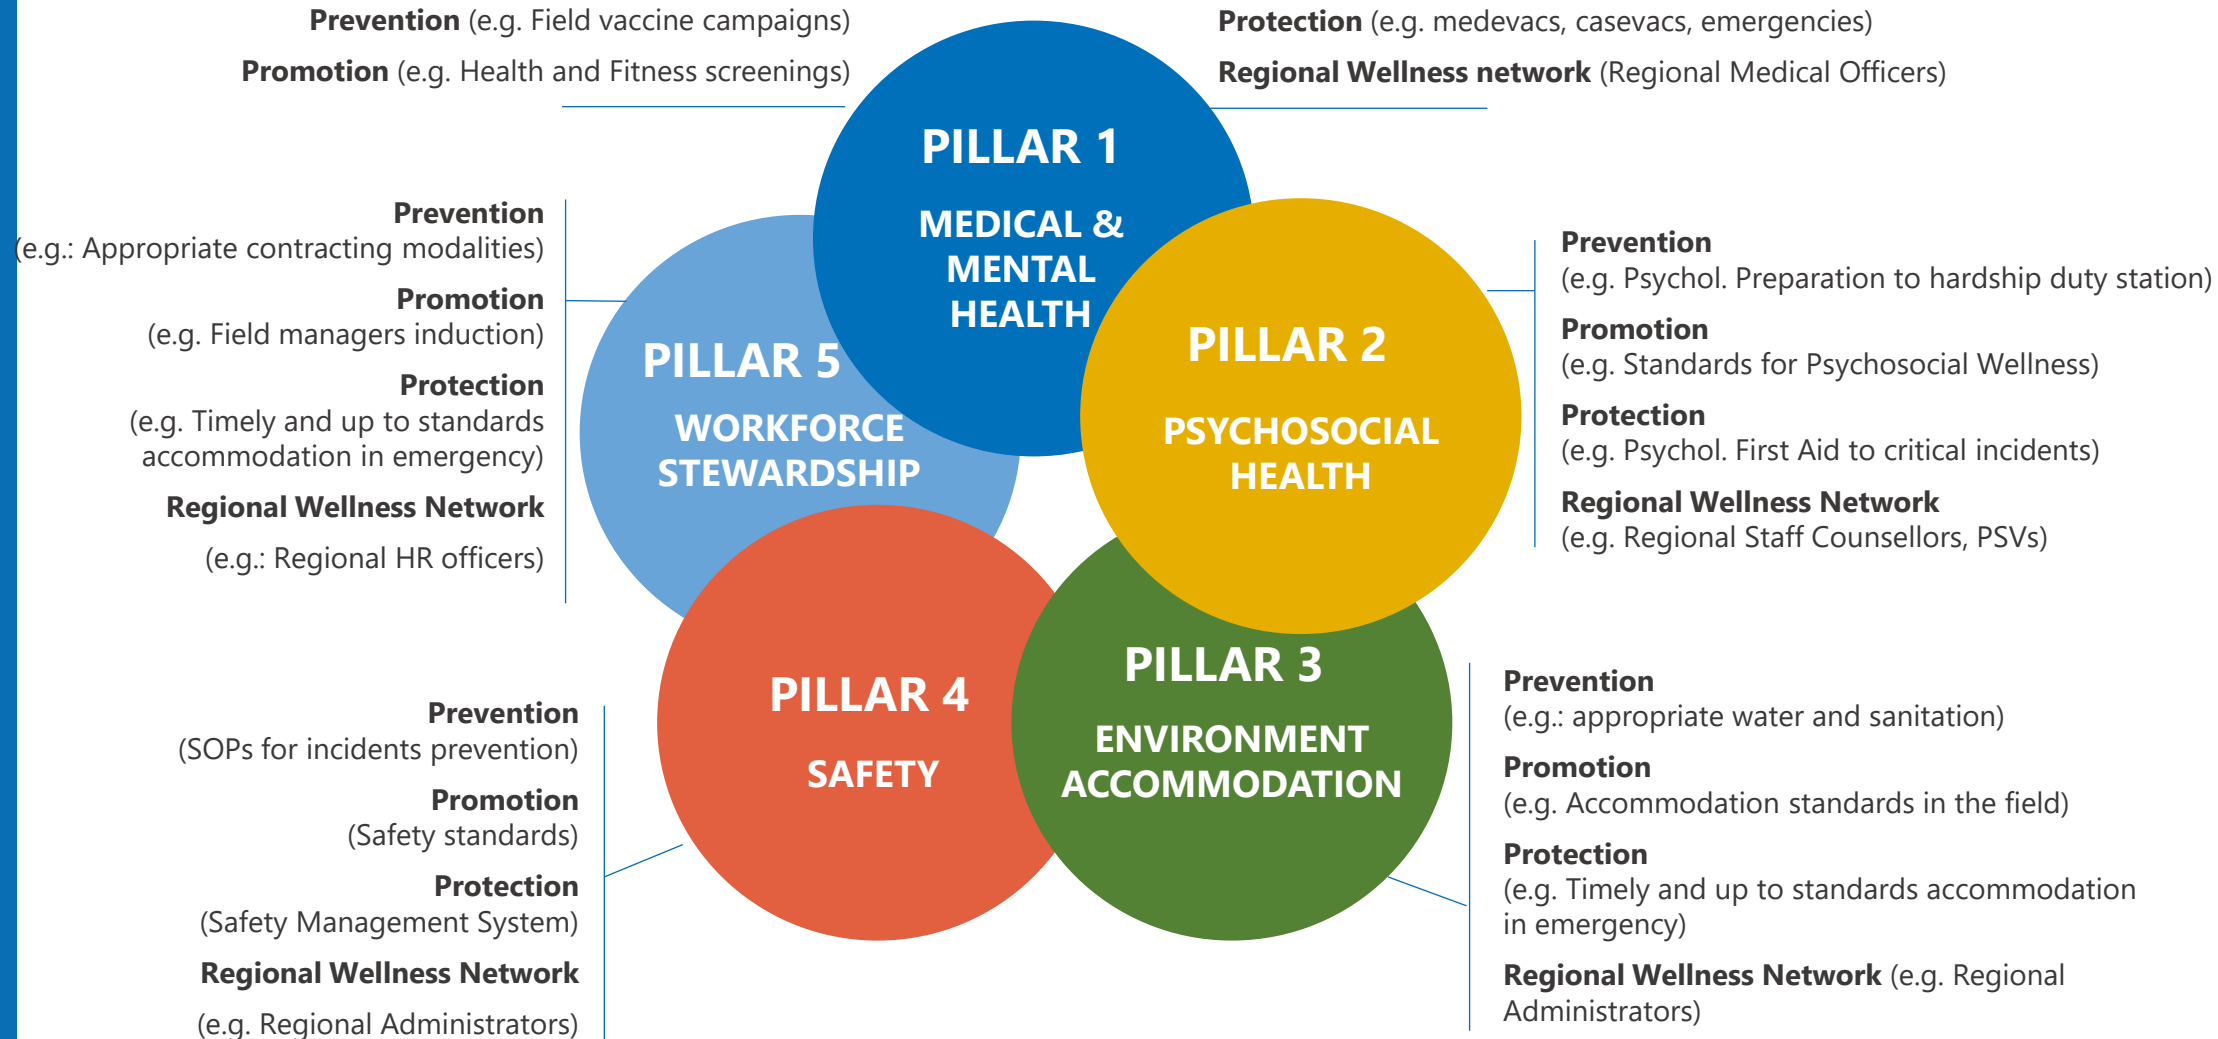 Prevention (e.g. Field vaccine campaigns)
Promotion (e.g. Health and Fitness screenings)
Protection (e.g. medevacs, casevacs, emergencies)
Regional Wellness network (Regional Medical Officers)
PILLAR 1
MEDICAL &
MENTAL
HEALTH
Prevention
(e.g.: Appropriate contracting modalities)
Promotion
(e.g. Field managers induction)
Protection
(e.g. Timely and up to standards
accommodation in emergency)
Regional Wellness Network
(e.g.: Regional HR officers)
PILLAR 5
WORKFORCE
STEWARDSHIP
PILLAR 2
PSYCHOSOCIAL
HEALTH
Prevention
(e.g. Psychol. Preparation to hardship duty station)
Promotion
(e.g. Standards for Psychosocial Wellness)
Protection
(e.g. Psychol. First Aid to critical incidents)
Regional Wellness Network
(e.g. Regional Staff Counsellors, PSVs)
Prevention
(SOPs for incidents prevention)
Promotion
(Safety standards)
Protection
(Safety Management System)
Regional Wellness Network
(e.g. Regional Administrators)
PILLAR 4
SAFETY
PILLAR 3
ENVIRONMENT
ACCOMMODATION
Prevention
(e.g.: appropriate water and sanitation)
Promotion
(e.g. Accommodation standards in the field)
Protection
(e.g. Timely and up to standards accommodation
in emergency)
Regional Wellness Network (e.g. Regional
Administrators)